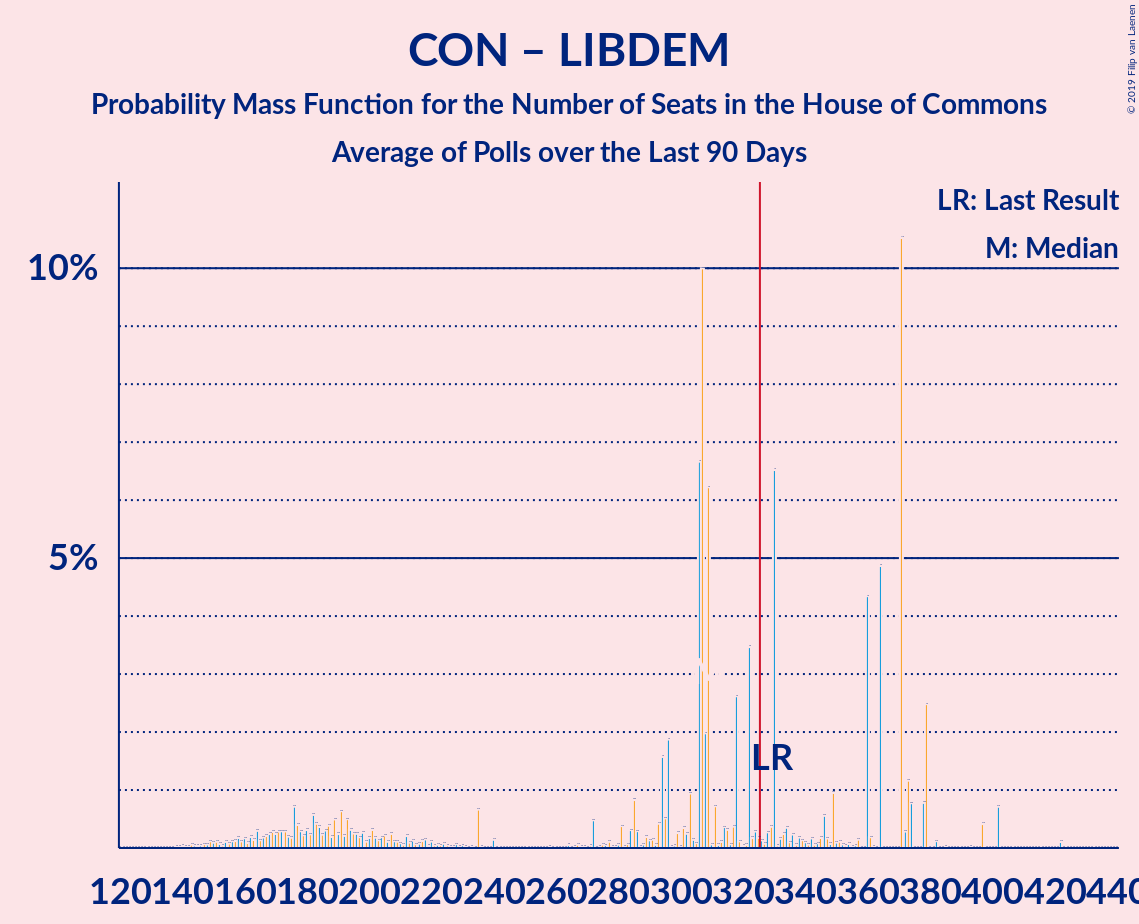 CON – LIBDEM
Probability Mass Function for the Number of Seats in the House of Commons
Average of Polls over the Last 90 Days
© 2019 Filip van Laenen
LR: Last Result
M: Median
10%
5%
LR
120 140 160 180 200 220 240 260 280 300 320 340 360 380 400 420 440